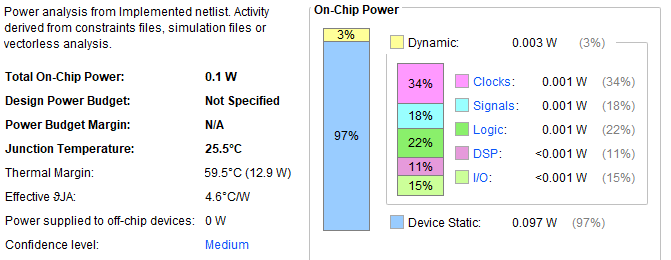 Power analysis from Implemented netlist. Activity
derived from constraints files, simulation files or
vectorless analysis.
Total On-Chip Power: 0.1 W
Design Power Budget: Not Specified
Power Budget Margin: N/A
Junction Temperature: 25.5°C
Thermal Margin: 59.5°C (12.9 W)
Effective ϑJA: 4.6°C/W
Power supplied to off-chip devices: 0 W
Confidence level: Medium
On-Chip Power
3%
97%
Dynamic: 0.003 W (3%)
34%
18%
22%
11%
15%
Clocks: 0.001 W (34%)
Signals: 0.001 W (18%)
Logic: 0.001 W (22%)
DSP: <0.001 W (11%)
I/O: <0.001 W (15%)
Device Static: 0.097 W (97%)